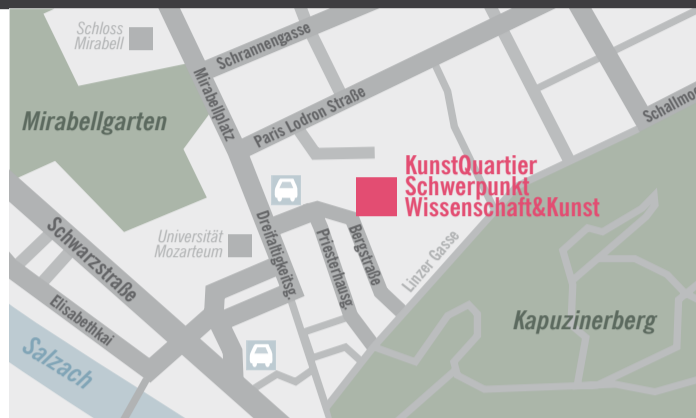 Schloss
Mirabell
Schrannengasse
Mirabellplatz
Mirabellgarten
Paris Lodron Straße
KunstQuartier
Schwerpunkt
Wissenschaft&Kunst
Schwarzstraße
Universität
Mozarteum
Dreifaltigkeitsg.
Priesterhausg.
Bergstraße
Linzer Gasse
Elisabethkai
Salzach
Kapuzinerberg